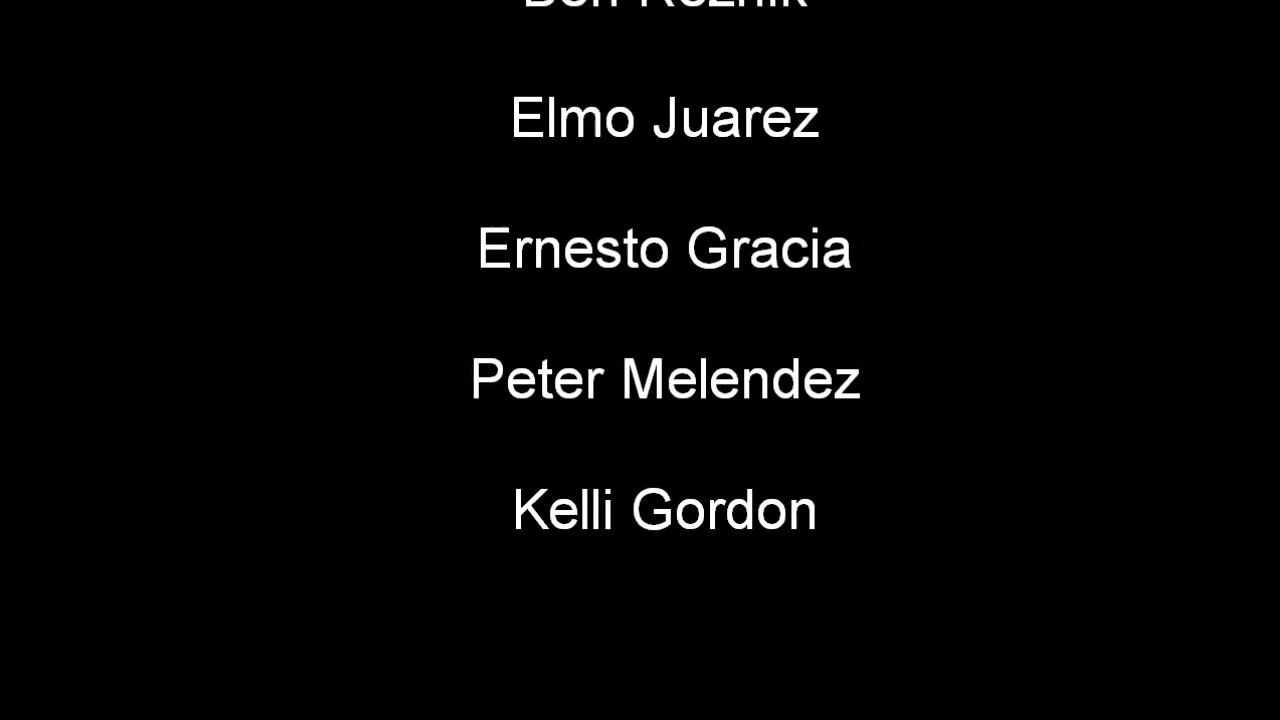 Elmo Juarez
Ernesto Gracia
Peter Melendez
Kelli Gordon